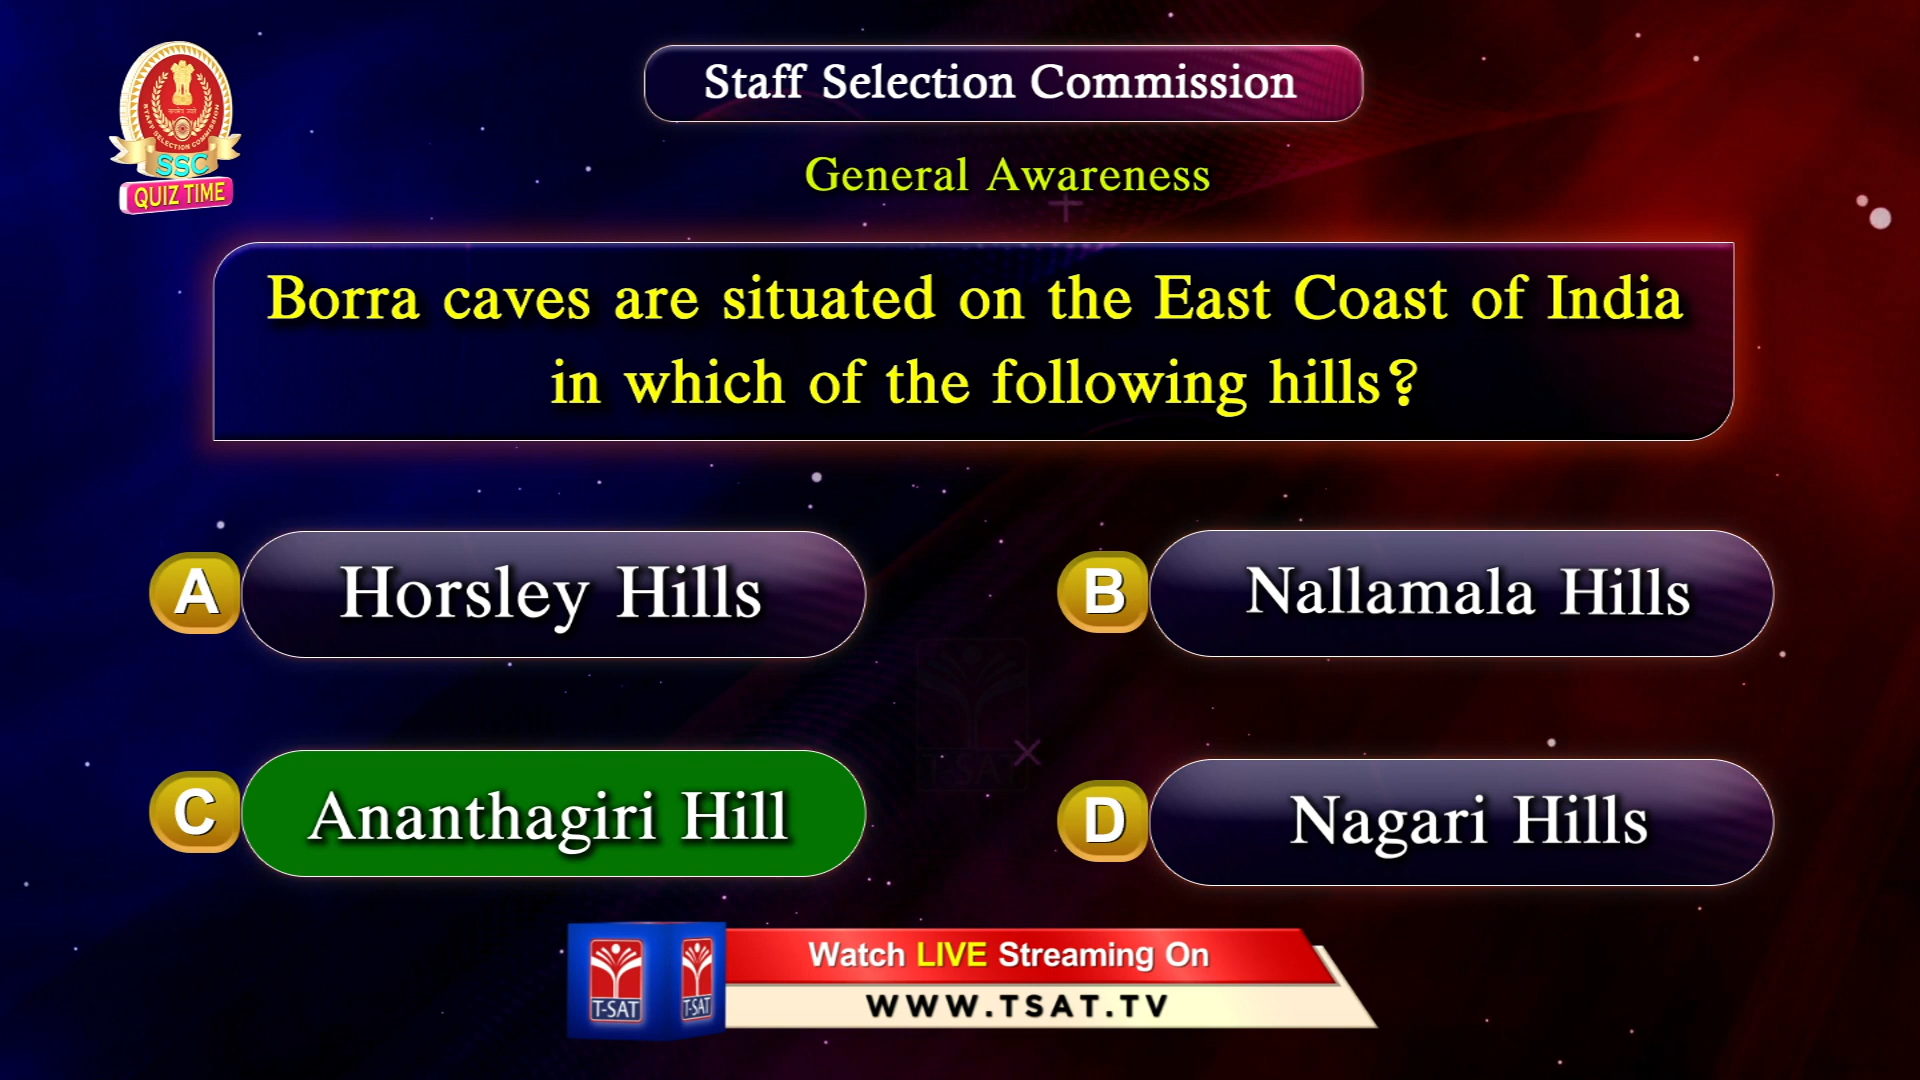 Staff Selection Commission
General Awareness
SSC
QUIZ TIME
Borra caves are situated on the East Coast of India
in which of the following hills?
A Horsley Hills
B Nallamala Hills
C Ananthagiri Hill
D Nagari Hills
T-SAT T-SAT
Watch LIVE Streaming On
WWW.TSAT.TV
T-SAT